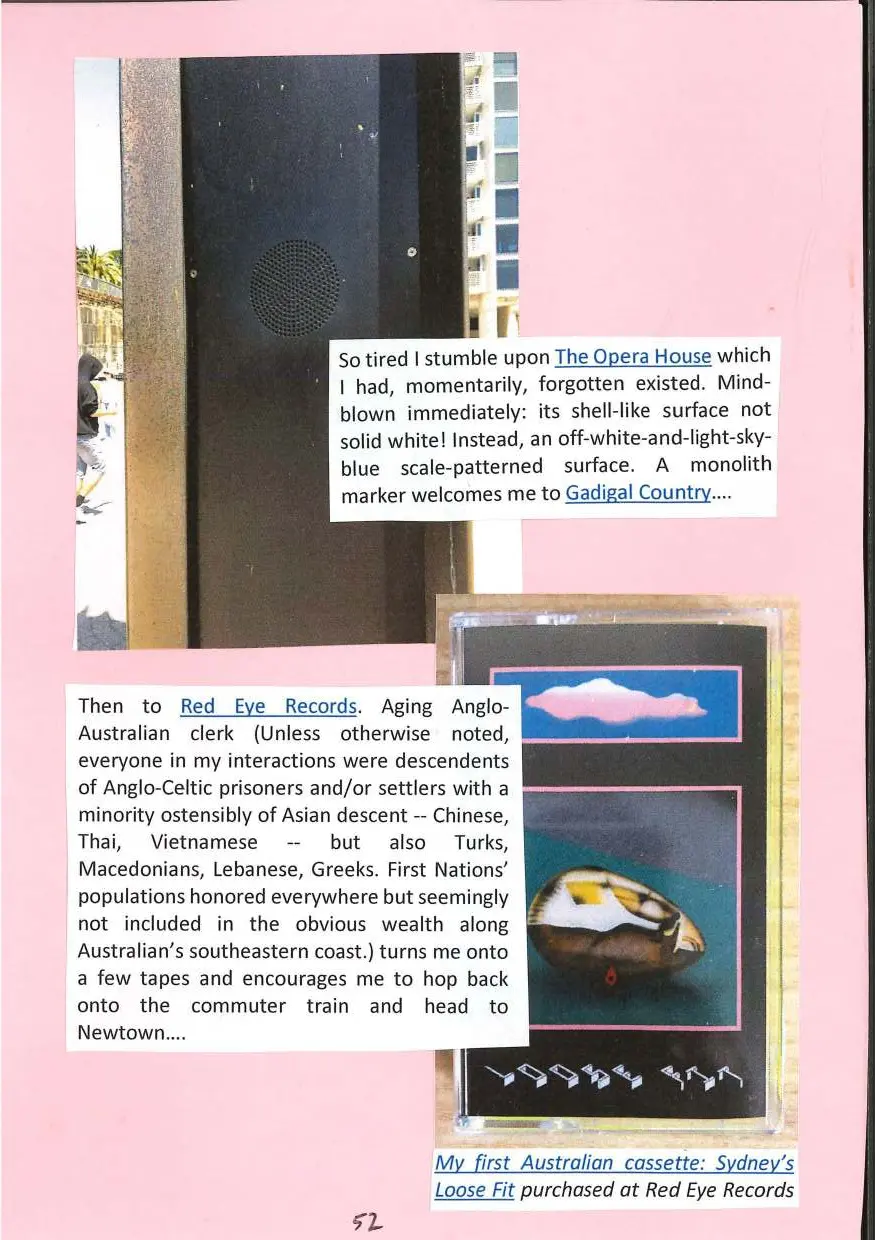 So tired I stumble upon The Opera House which
I had, momentarily, forgotten existed. Mind-
blown immediately: its shell-like surface not
solid white! Instead, an off-white-and-light-sky-
blue scale-patterned surface. A monolith
marker welcomes me to Gadigal Country....
Then to Red Eye Records. Aging Anglo-
Australian clerk (Unless otherwise noted,
everyone in my interactions were descendents
of Anglo-Celtic prisoners and/or settlers with a
minority ostensibly of Asian descent -- Chinese,
Thai, Vietnamese -- but also Turks,
Macedonians, Lebanese, Greeks. First Nations'
populations honored everywhere but seemingly
not included in the obvious wealth along
Australian's southeastern coast.) turns me onto
a few tapes and encourages me to hop back
onto the commuter train and head to
Newtown....
LOOSE FIT
My first Australian cassette: Sydney's
Loose Fit purchased at Red Eye Records
52